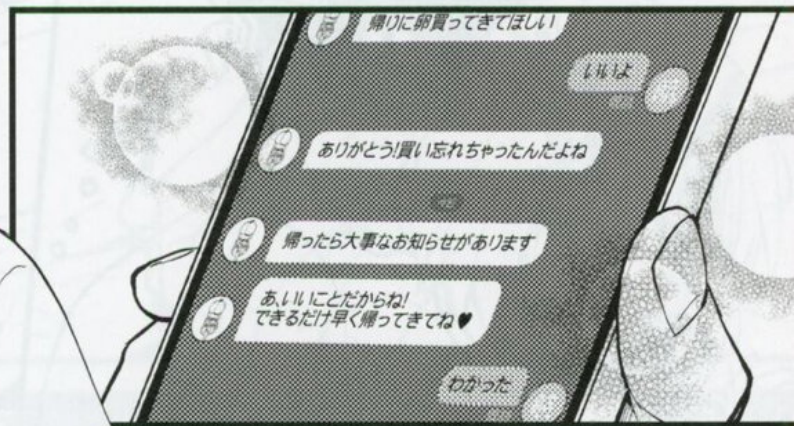 帰りに卵買ってきてほしい
いいよ
ありがとう!買い忘れちゃったんだよね
帰ったら大事なお知らせがあります
あ、いいことだからね!
できるだけ早く帰ってきてね♥
わかった